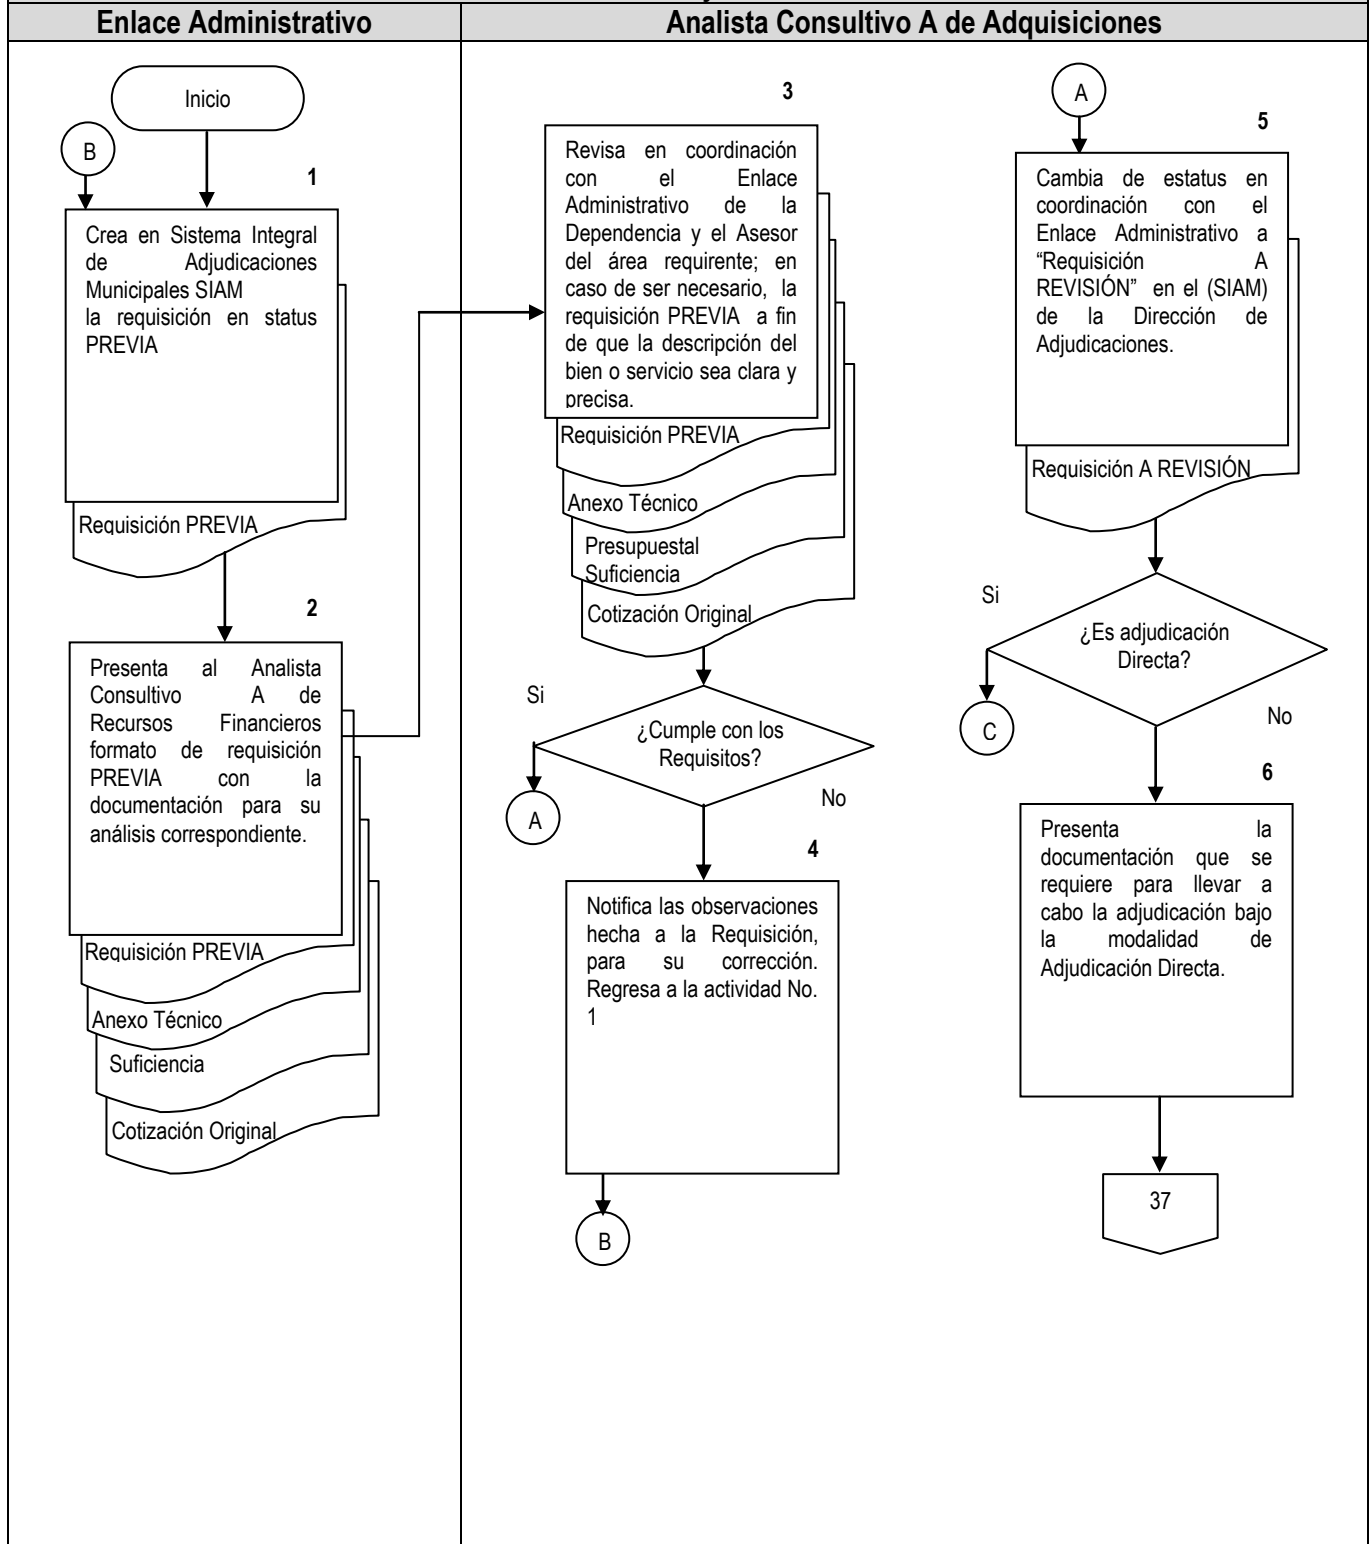 Enlace Administrativo
Analista Consultivo A de Adquisiciones
Inicio
B
1
Crea en Sistema Integral
de Adjudicaciones
Municipales SIAM
la requisición en status
PREVIA
Requisición PREVIA
2
Presenta al Analista
Consultivo A de
Recursos Financieros
formato de requisición
PREVIA con la
documentación para su
análisis correspondiente.
Requisición PREVIA
Anexo Técnico
Suficiencia
Cotización Original
3
Revisa en coordinación
con el Enlace
Administrativo de la
Dependencia y el Asesor
del área requirente; en
caso de ser necesario, la
requisición PREVIA a fin
de que la descripción del
bien o servicio sea clara y
precisa.
Requisición PREVIA
Anexo Técnico
Presupuestal
Suficiencia
Cotización Original
Si
¿Cumple con los
Requisitos?
No
A
4
Notifica las observaciones
hecha a la Requisición,
para su corrección.
Regresa a la actividad No.
1
B
A
5
Cambia de estatus en
coordinación con el
Enlace Administrativo a
“Requisición A
REVISIÓN” en el (SIAM)
de la Dirección de
Adjudicaciones.
Requisición A REVISIÓN
Si
¿Es adjudicación
Directa?
No
C
6
Presenta la
documentación que se
requiere para llevar a
cabo la adjudicación bajo
la modalidad de
Adjudicación Directa.
37